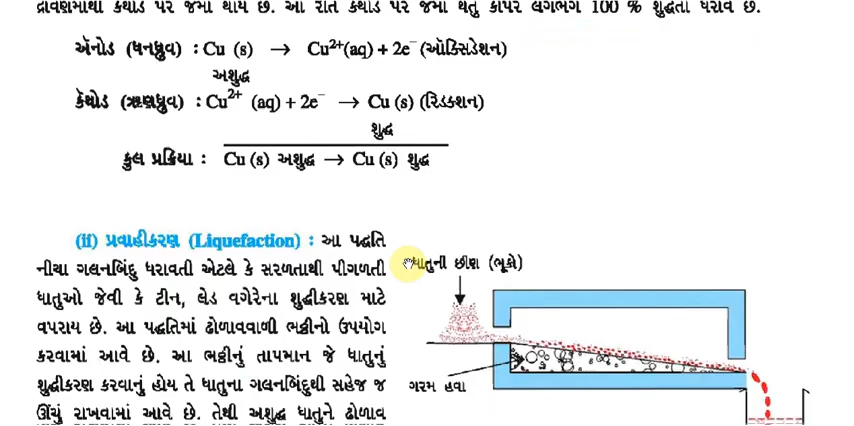 દ્રાવણમાંથી કેથોડ પર જમા થાય છે. આ રીતે કેથોડ પર જમા થતું કૉપર લગભગ 100 % શુદ્ધતા ધરાવે છે.
ઍનોડ (ધનધ્રુવ) : Cu (s) → Cu²⁺(aq) + 2e⁻ (ઑક્સિડેશન)
અશુદ્ધ
કૅથોડ (ઋણધ્રુવ) : Cu²⁺ (aq) + 2e⁻ → Cu (s) (રિડક્શન)
શુદ્ધ
કુલ પ્રક્રિયા : Cu (s) અશુદ્ધ → Cu (s) શુદ્ધ
(ii) પ્રવાહીકરણ (Liquefaction) : આ પદ્ધતિ
નીચા ગલનબિંદુ ધરાવતી એટલે કે સરળતાથી પીગળતી
ધાતુઓ જેવી કે ટીન, લેડ વગેરેના શુદ્ધીકરણ માટે
વપરાય છે. આ પદ્ધતિમાં ઢોળાવવાળી ભઠ્ઠીનો ઉપયોગ
કરવામાં આવે છે. આ ભઠ્ઠીનું તાપમાન જે ધાતુનું
શુદ્ધીકરણ કરવાનું હોય તે ધાતુના ગલનબિંદુથી સહેજ જ
ઊંચું રાખવામાં આવે છે. તેથી અશુદ્ધ ધાતુને ઢોળાવ
ધાતુની છીણ (ભૂકો)
ગરમ હવા